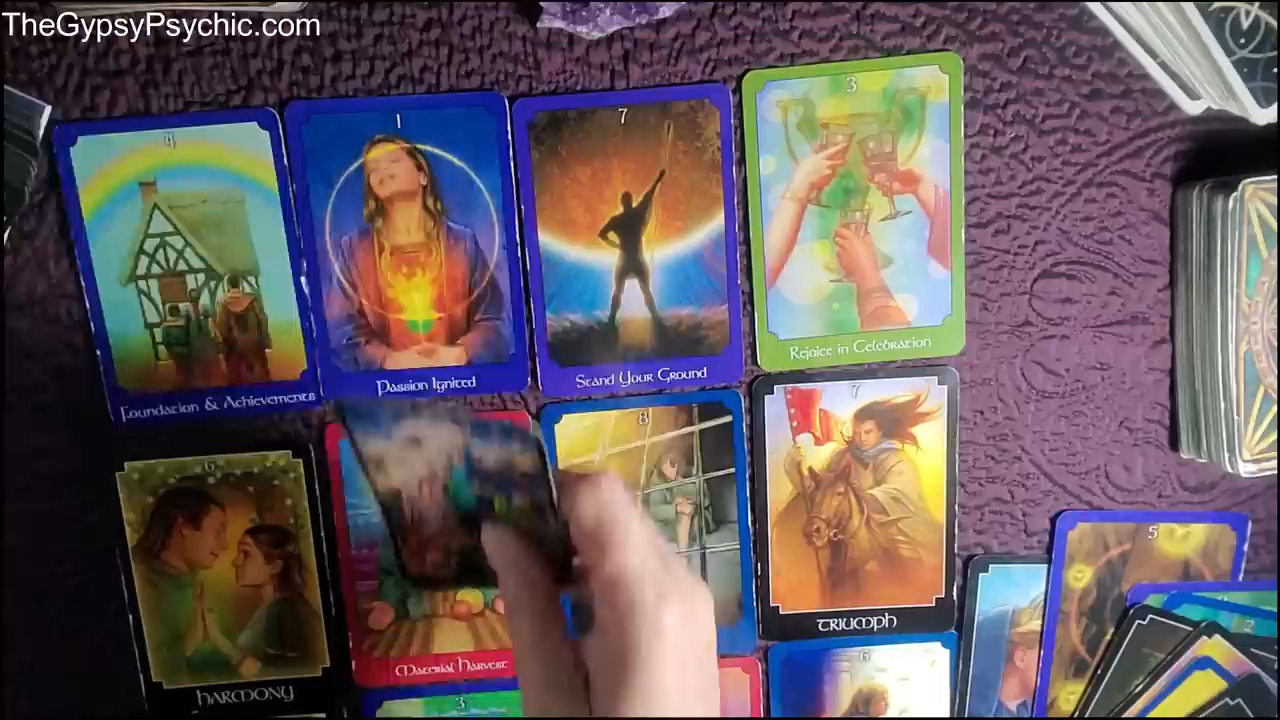 TheGypsyPsychic.com
4
1
7
3
Foundation & Achievements
Passion Ignited
Stand Your Ground
Rejoice in Celebration
6
8
7
HARMONY
Material Harvest
TRIUMPH
5
3
6
2